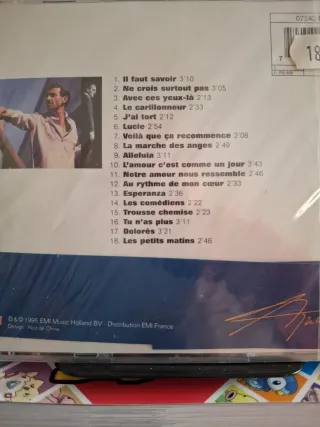 07243
7
18
1. Il faut savoir 3'10
2. Ne crois surtout pas 3'05
3. Avec ces yeux-là 2'13
4. Le carillonneur 2'33
5. J'ai tort 2'12
6. Lucie 2'54
7. Voilà que ça recommence 2'08
8. La marche des anges 2'49
9. Alleluia 3'11
10. L'amour c'est comme un jour 3'43
11. Notre amour nous ressemble 2'46
12. Au rythme de mon cœur 2'33
13. Esperanza 2'36
14. Les comédiens 2'22
15. Trousse chemise 2'23
16. Tu n'as plus 3'11
17. Dolorès 3'21
18. Les petits matins 2'46
℗ & © 1995 EMI Music Holland BV - Distribution EMI France